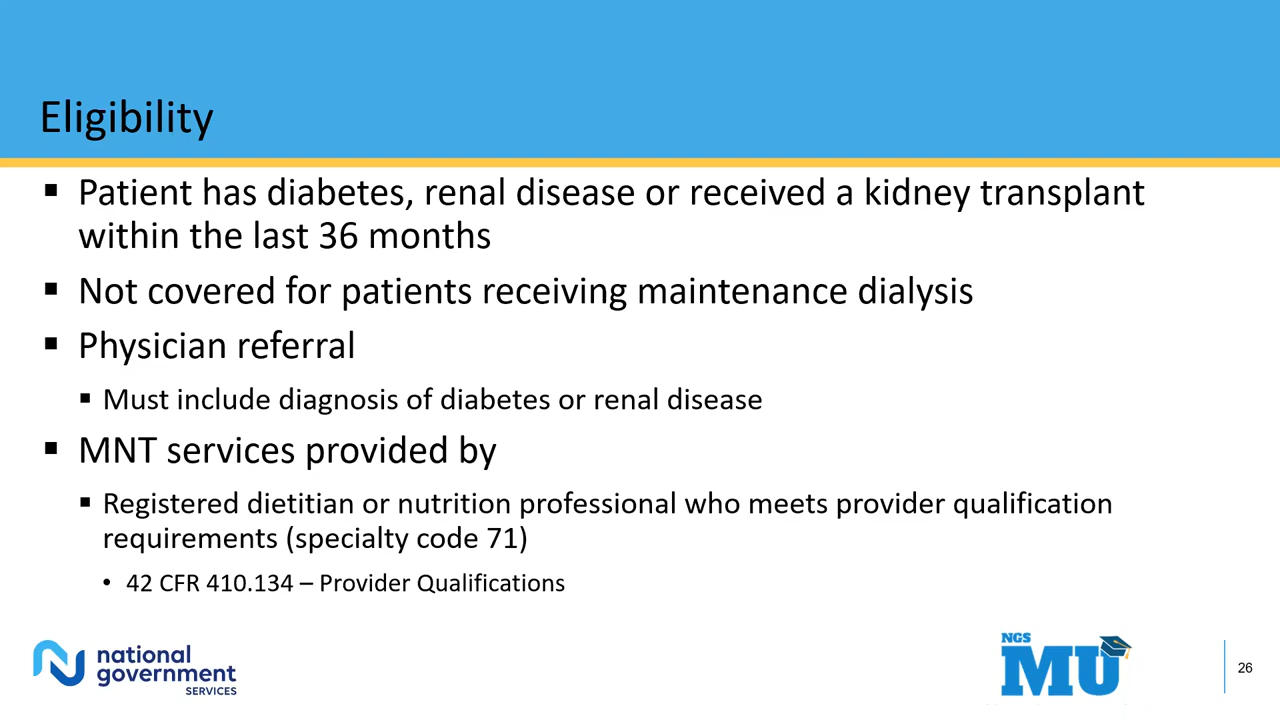 Eligibility
▪ Patient has diabetes, renal disease or received a kidney transplant
within the last 36 months
▪ Not covered for patients receiving maintenance dialysis
▪ Physician referral
▪ Must include diagnosis of diabetes or renal disease
▪ MNT services provided by
▪ Registered dietitian or nutrition professional who meets provider qualification
requirements (specialty code 71)
• 42 CFR 410.134 – Provider Qualifications
national
government
SERVICES
NGS
MU
26